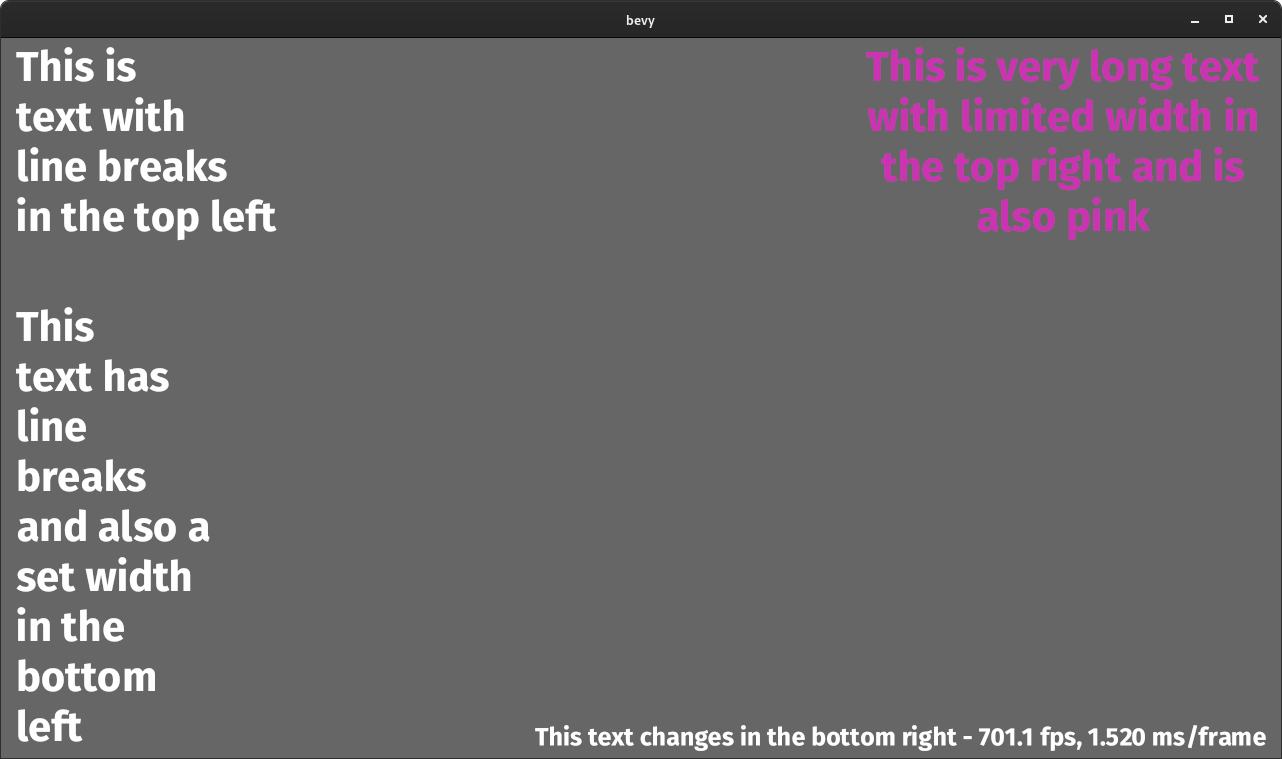 bevy
This is
text with
line breaks
in the top left
This is very long text
with limited width in
the top right and is
also pink
This
text has
line
breaks
and also a
set width
in the
bottom
left
This text changes in the bottom right - 701.1 fps, 1.520 ms/frame